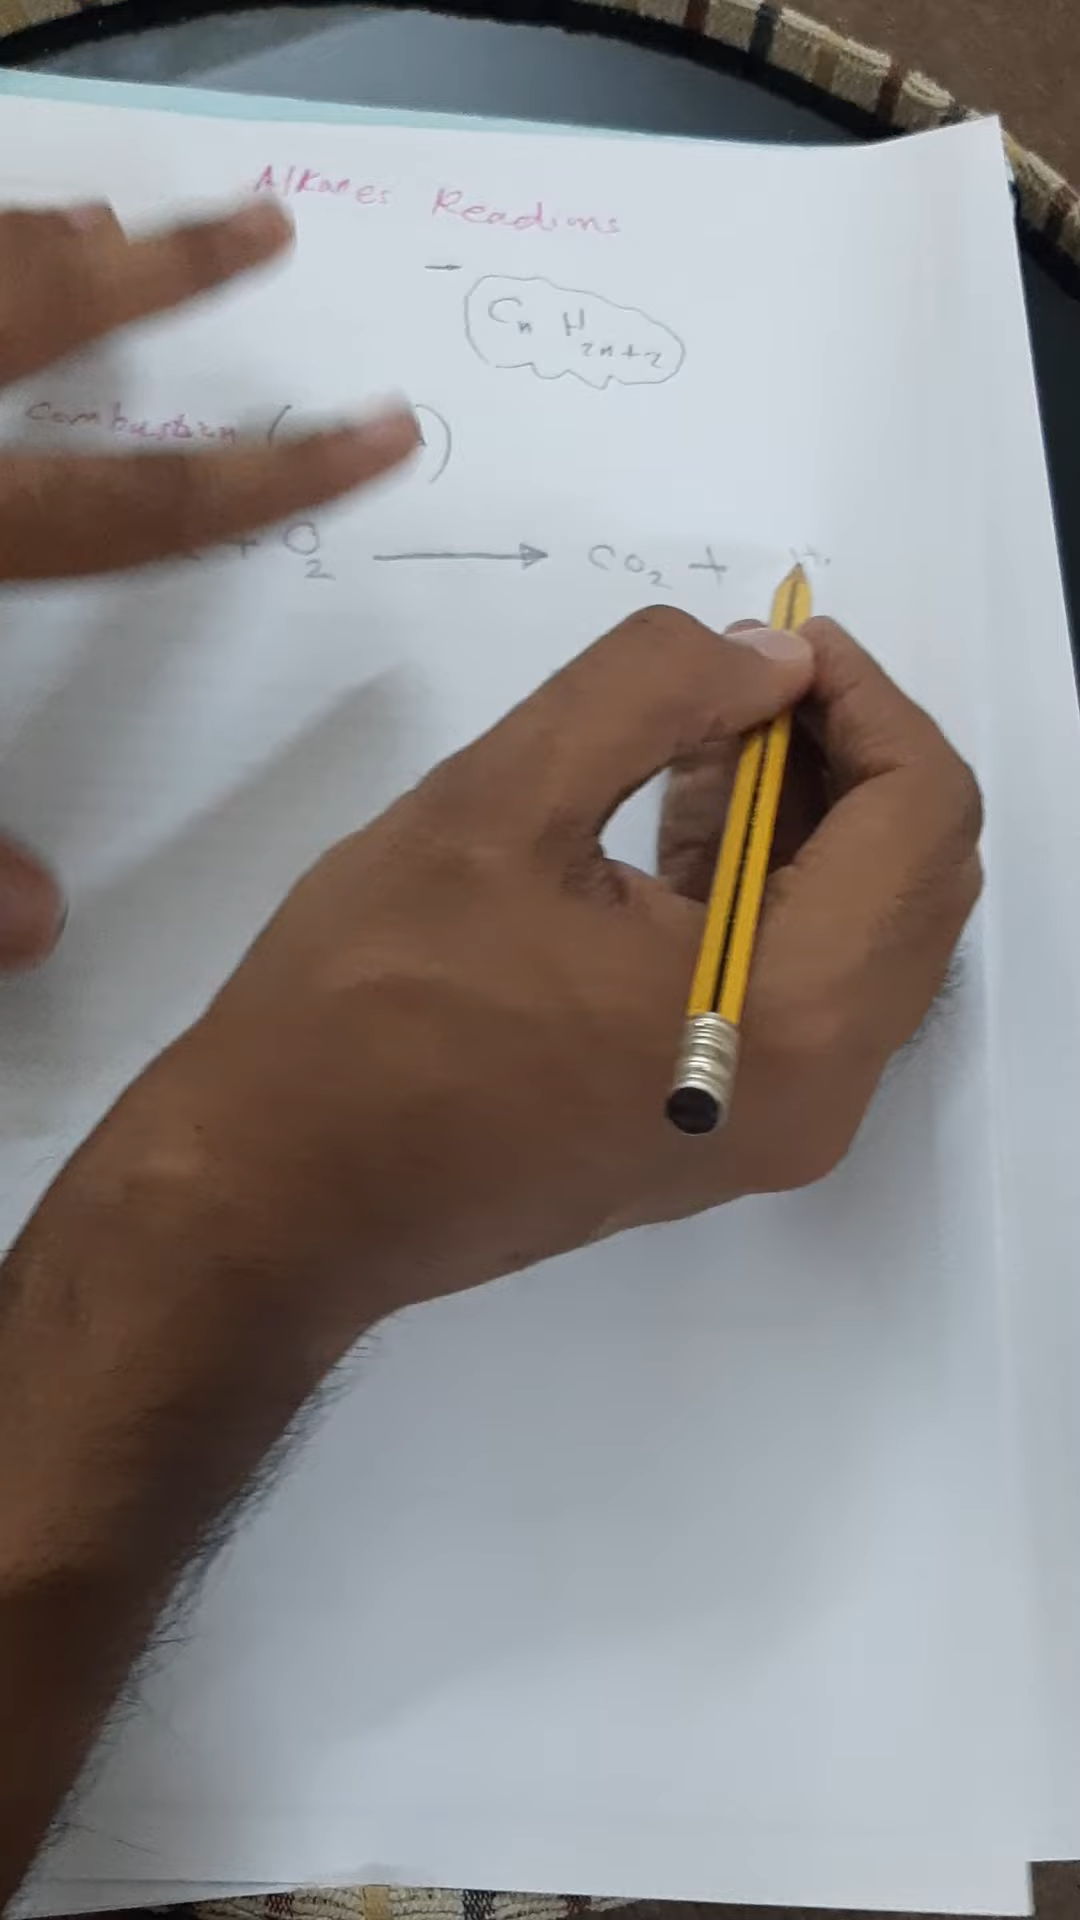 Alkanes Reactions
→ CnH2n+2
Combustion ( )
+ O2 ⟶ CO2 + H